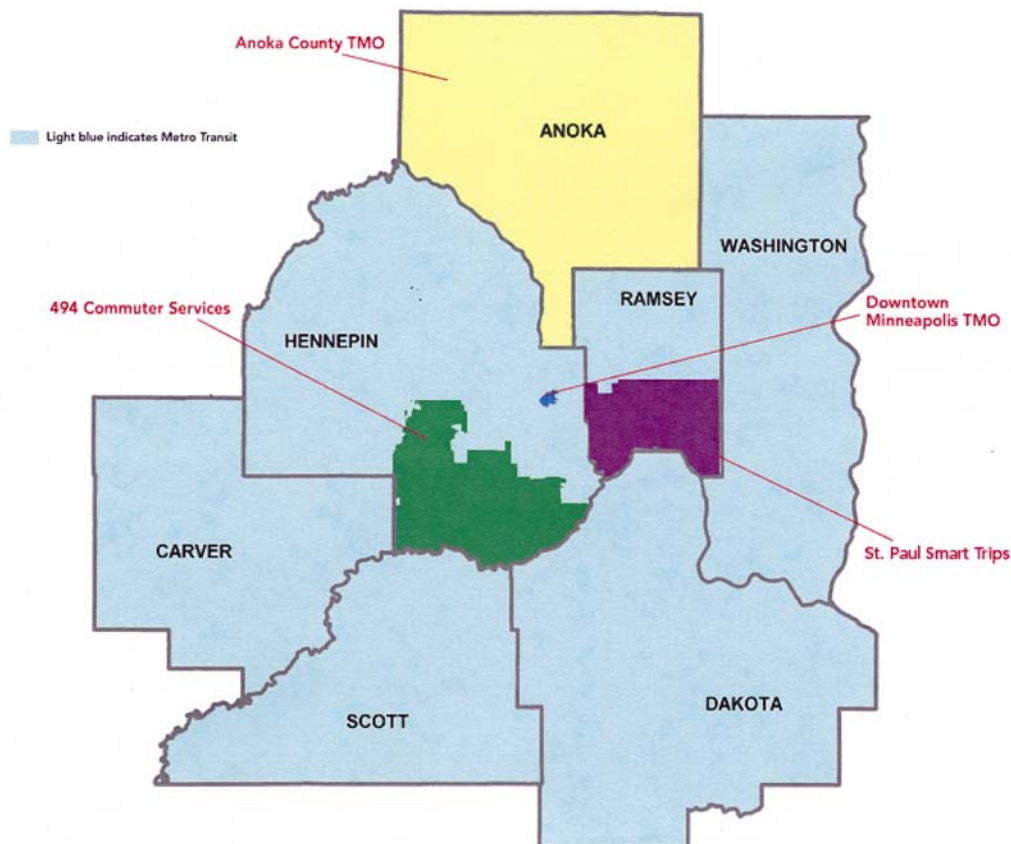 Anoka County TMO
ANOKA
Light blue indicates Metro Transit
WASHINGTON
494 Commuter Services
RAMSEY
Downtown
Minneapolis TMO
HENNEPIN
CARVER
St. Paul Smart Trips
DAKOTA
SCOTT